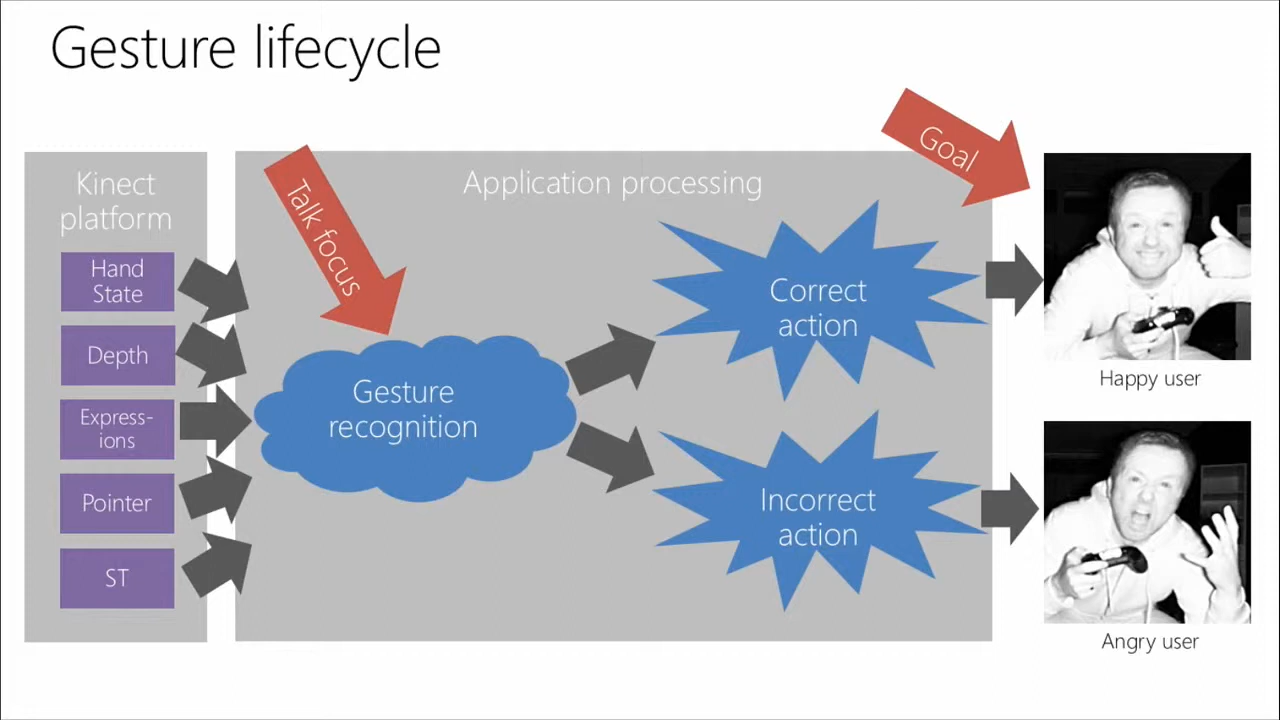 Gesture lifecycle
Kinect
platform
Hand
State
Depth
Express-
ions
Pointer
ST
Talk focus
Application processing
Gesture
recognition
Correct
action
Incorrect
action
Goal
Happy user
Angry user